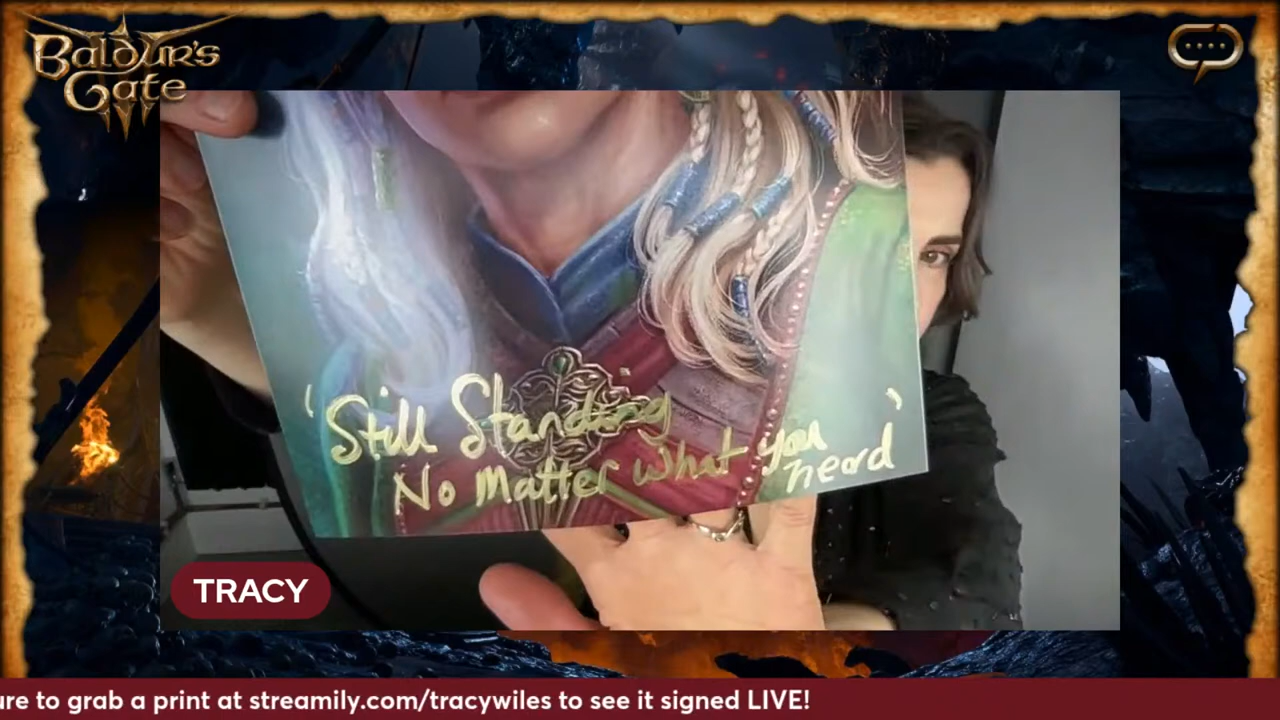 Baldur's
Gate
III
'Still Standing
No Matter what you
heard'
TRACY
ure to grab a print at streamily.com/tracywiles to see it signed LIVE!